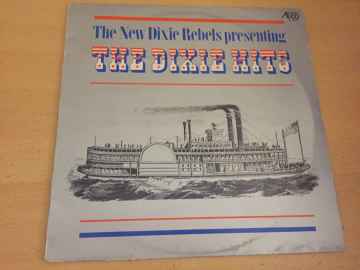 The New Dixie Rebels presenting
THE DIXIE HITS